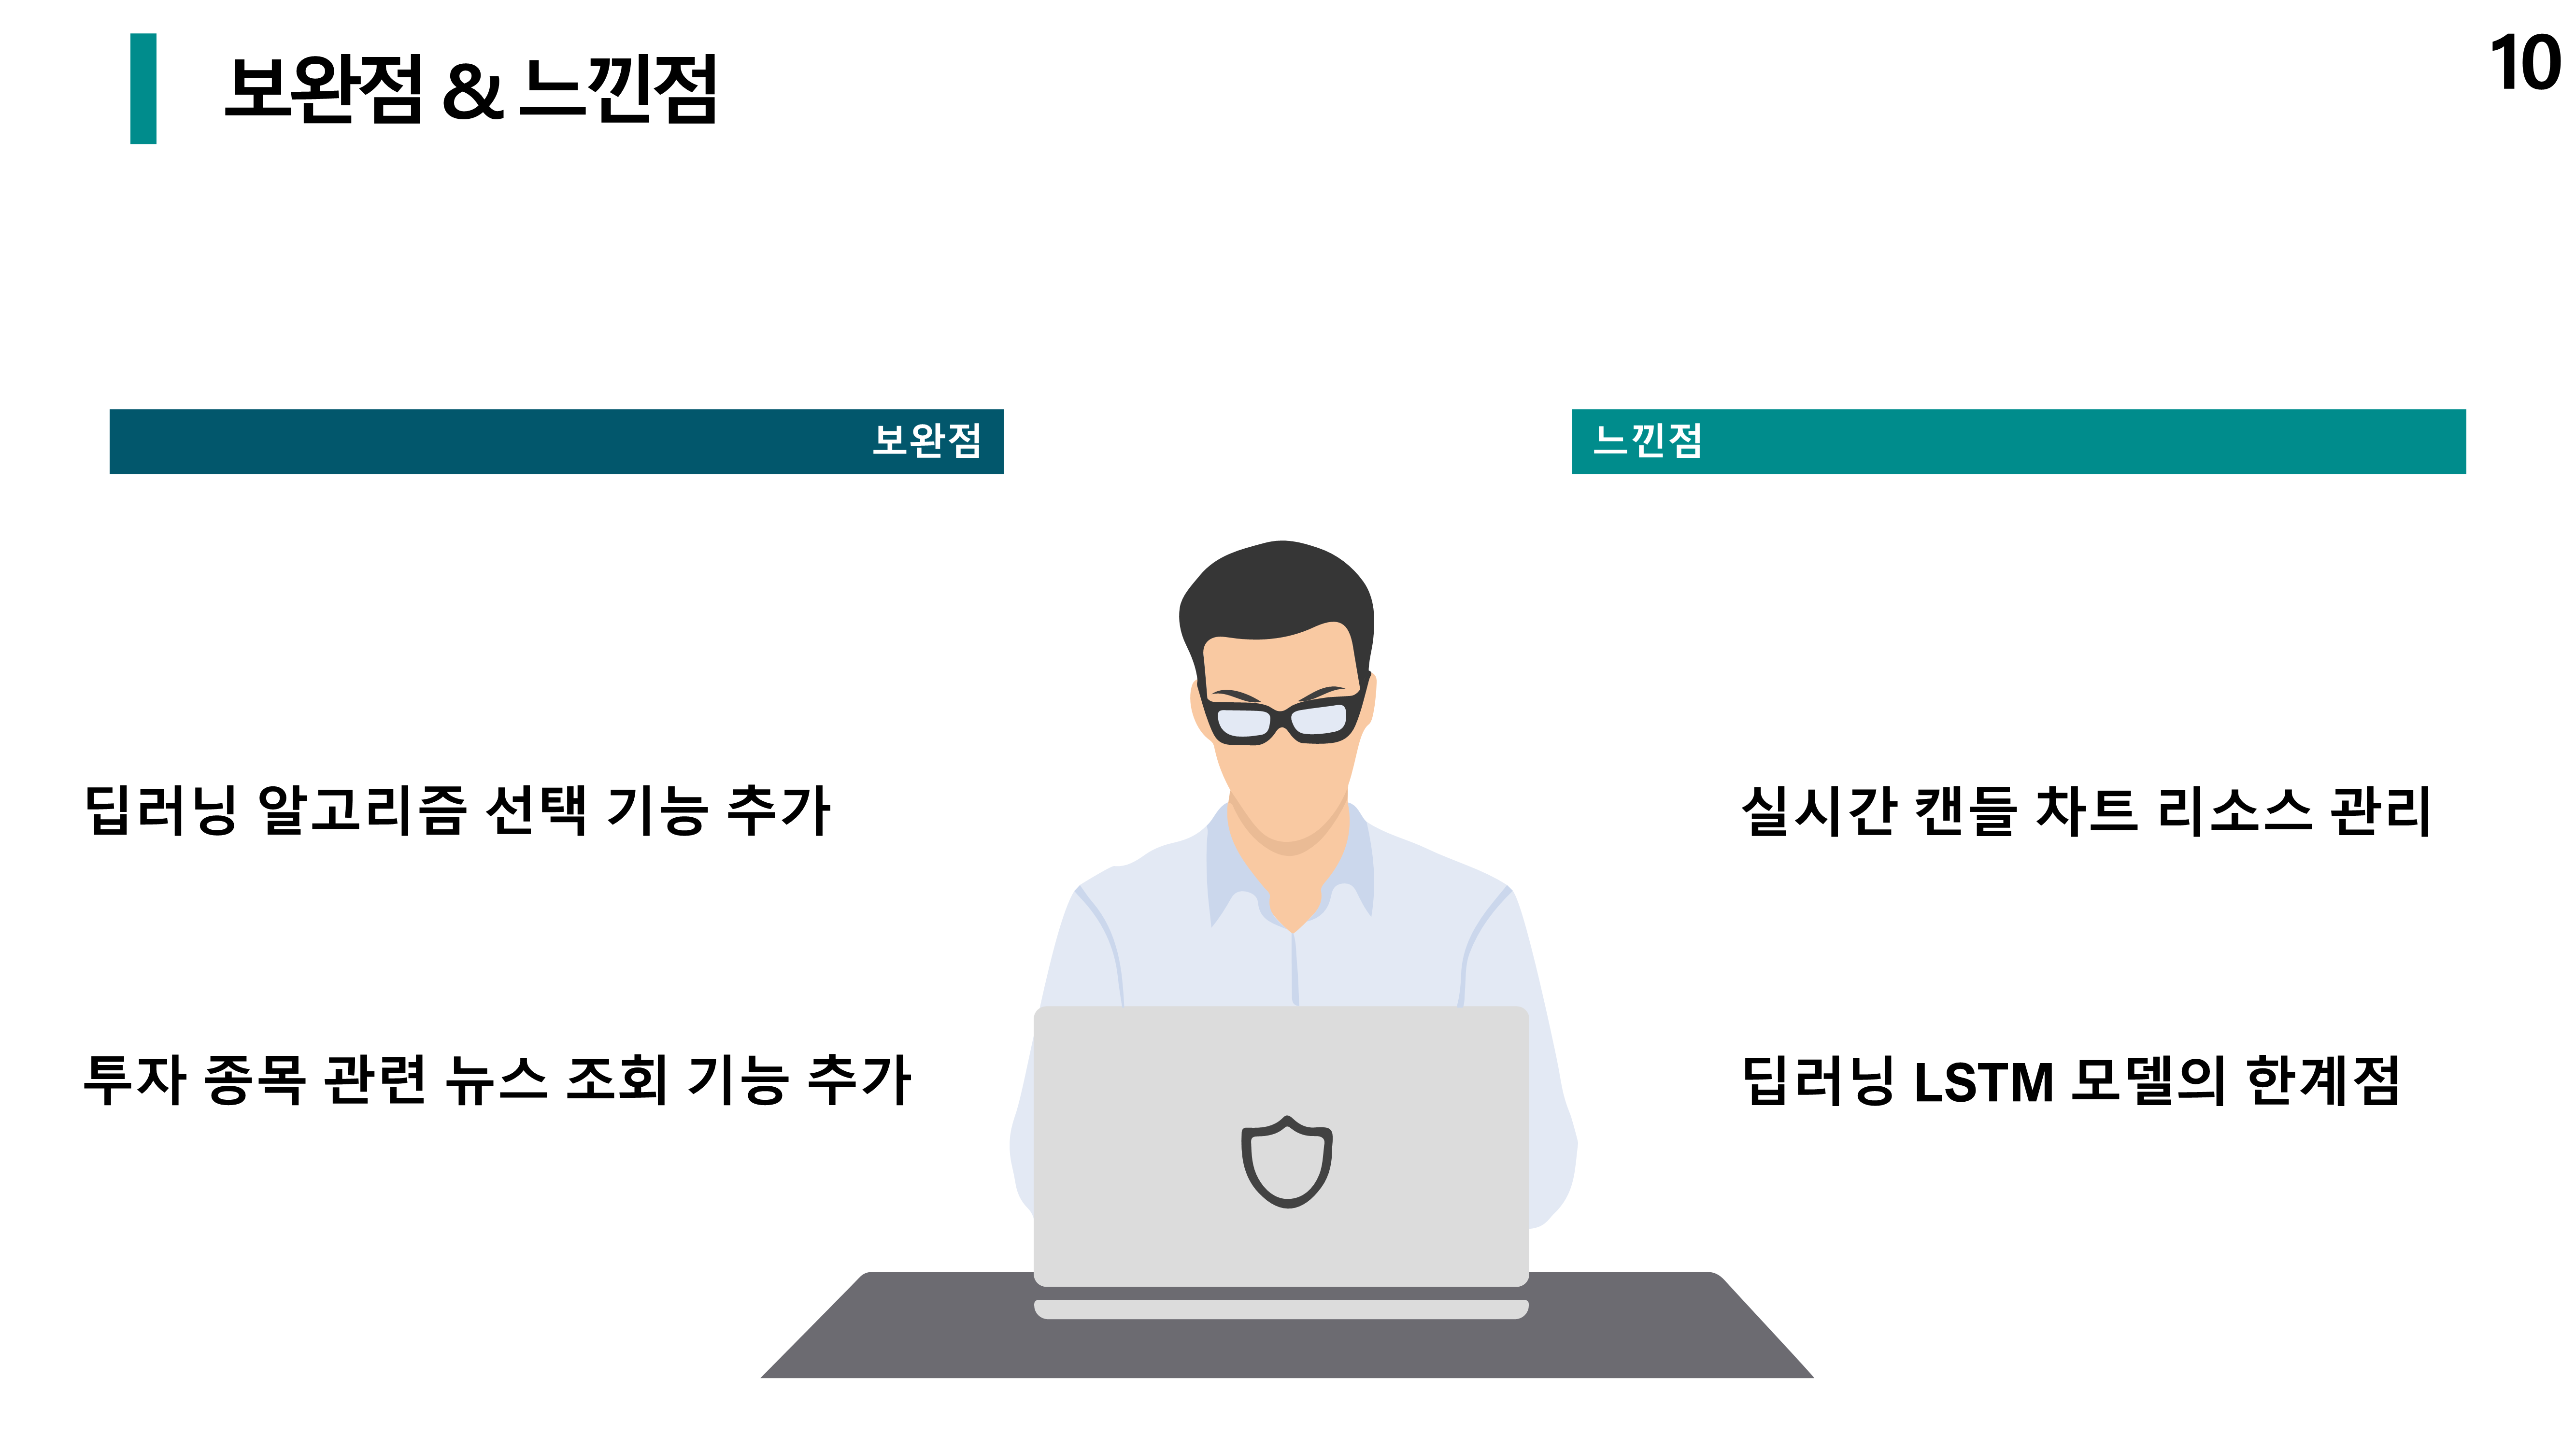 보완점 & 느낀점
10
보완점
느낀점
딥러닝 알고리즘 선택 기능 추가
투자 종목 관련 뉴스 조회 기능 추가
실시간 캔들 차트 리소스 관리
딥러닝 LSTM 모델의 한계점